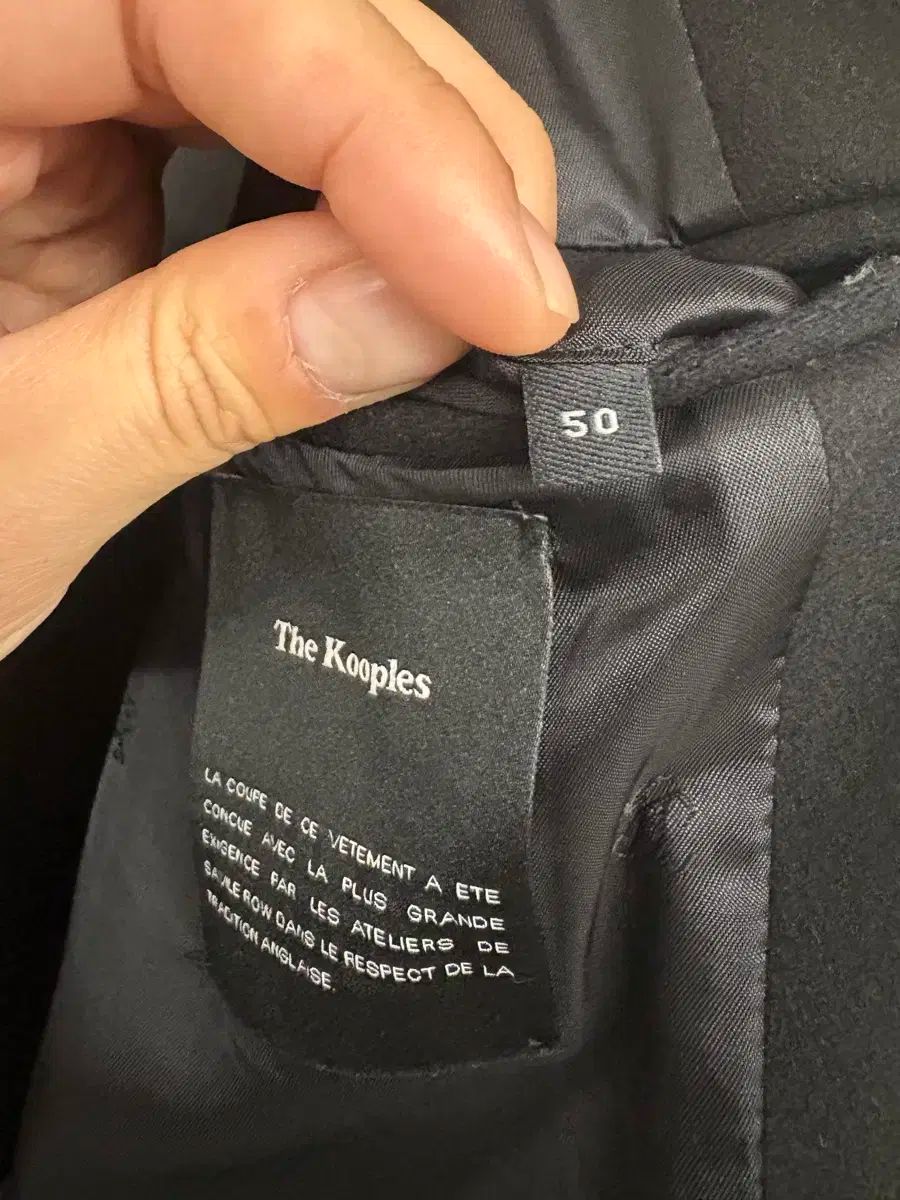 50
The Kooples
LA COUPE DE CE VETEMENT A ETE
CONCUE AVEC LA PLUS GRANDE
EXIGENCE PAR LES ATELIERS DE
SAVILE ROW DANS LE RESPECT DE LA
TRADITION ANGLAISE.